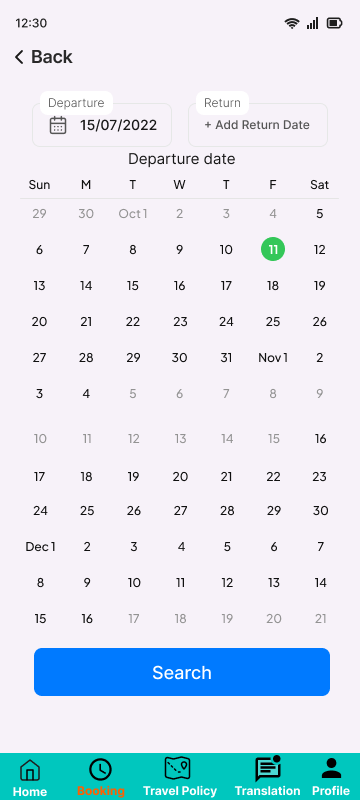 12:30
Back
Departure
Return
15/07/2022
+ Add Return Date
Departure date
Sun M T W T F Sat
29 30 Oct 1 2 3 4 5
6 7 8 9 10 11 12
13 14 15 16 17 18 19
20 21 22 23 24 25 26
27 28 29 30 31 Nov 1 2
3 4 5 6 7 8 9
10 11 12 13 14 15 16
17 18 19 20 21 22 23
24 25 26 27 28 29 30
Dec 1 2 3 4 5 6 7
8 9 10 11 12 13 14
15 16 17 18 19 20 21
Search
Home Booking Travel Policy Translation Profile